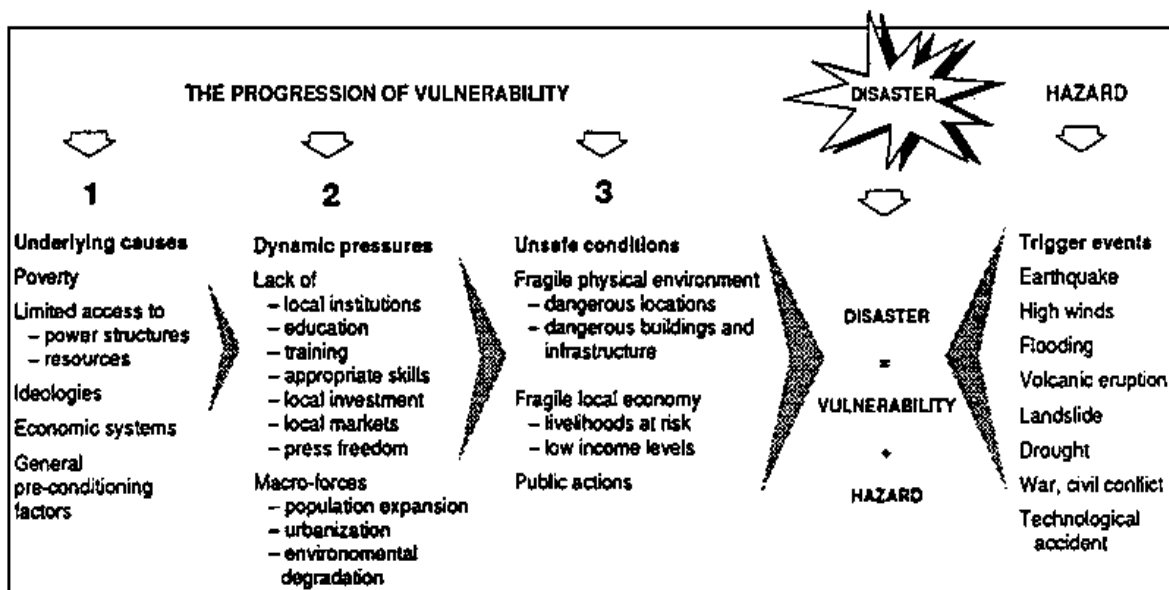 THE PROGRESSION OF VULNERABILITY
DISASTER
HAZARD
1
Underlying causes
Poverty
Limited access to
– power structures
– resources
Ideologies
Economic systems
General
pre-conditioning
factors
2
Dynamic pressures
Lack of
– local institutions
– education
– training
– appropriate skills
– local investment
– local markets
– press freedom
Macro-forces
– population expansion
– urbanization
– environomental
degradation
3
Unsafe conditions
Fragile physical environment
– dangerous locations
– dangerous buildings and
infrastructure
Fragile local economy
– livelihoods at risk
– low income levels
Public actions
DISASTER
=
VULNERABILITY
+
HAZARD
Trigger events
Earthquake
High winds
Flooding
Volcanic eruption
Landslide
Drought
War, civil conflict
Technological
accident